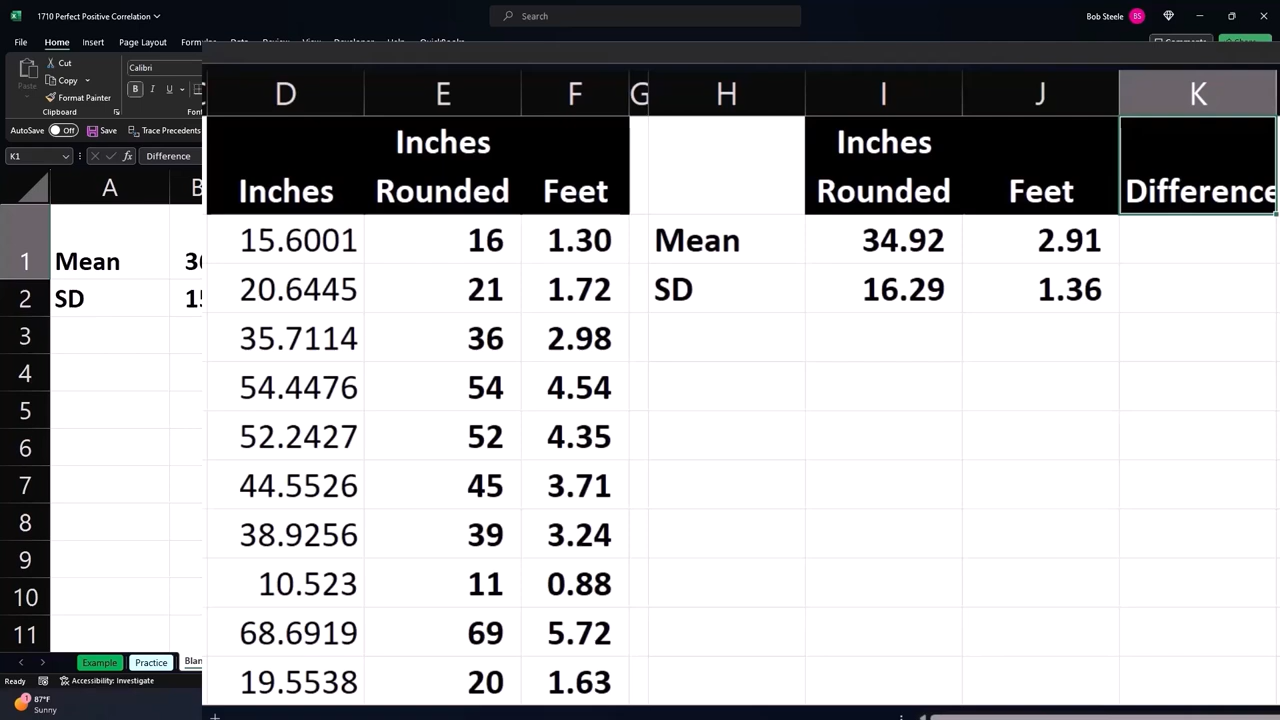 1710 Perfect Positive Correlation
Search
Bob Steele
BS
File
Home
Insert
Page Layout
Cut
Copy
Paste
Format Painter
Clipboard
Calibri
B
I
U
Comments
Share
AutoSave
Off
Save
Trace Precedents
K1
fx
Difference
A
B
D
E
F
G
H
I
J
K
Inches
Inches Rounded
Feet
Inches Rounded
Feet
Difference
15.6001 16 1.30 Mean 34.92 2.91
20.6445 21 1.72 SD 16.29 1.36
35.7114 36 2.98
54.4476 54 4.54
52.2427 52 4.35
44.5526 45 3.71
38.9256 39 3.24
10.523 11 0.88
68.6919 69 5.72
19.5538 20 1.63
1 Mean
2 SD
3
4
5
6
7
8
9
10
11
Example
Practice
Blan
Ready
Accessibility: Investigate
87°F
Sunny